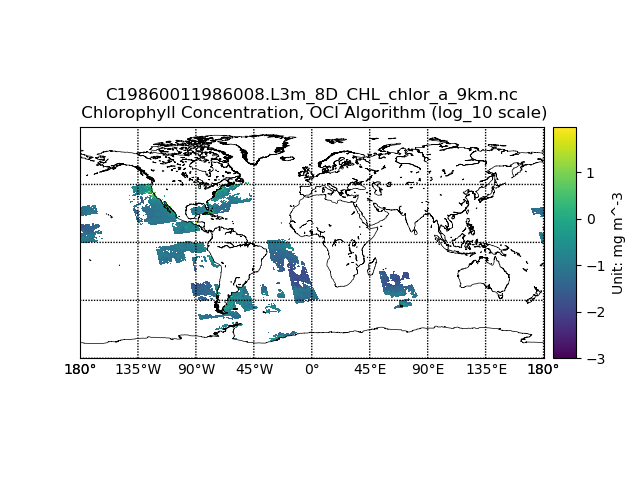 C19860011986008.L3m_8D_CHL_chlor_a_9km.nc
Chlorophyll Concentration, OCI Algorithm (log_10 scale)
1
0
−1
−2
−3
Unit: mg m^-3
180° 135°W 90°W 45°W 0° 45°E 90°E 135°E 180°